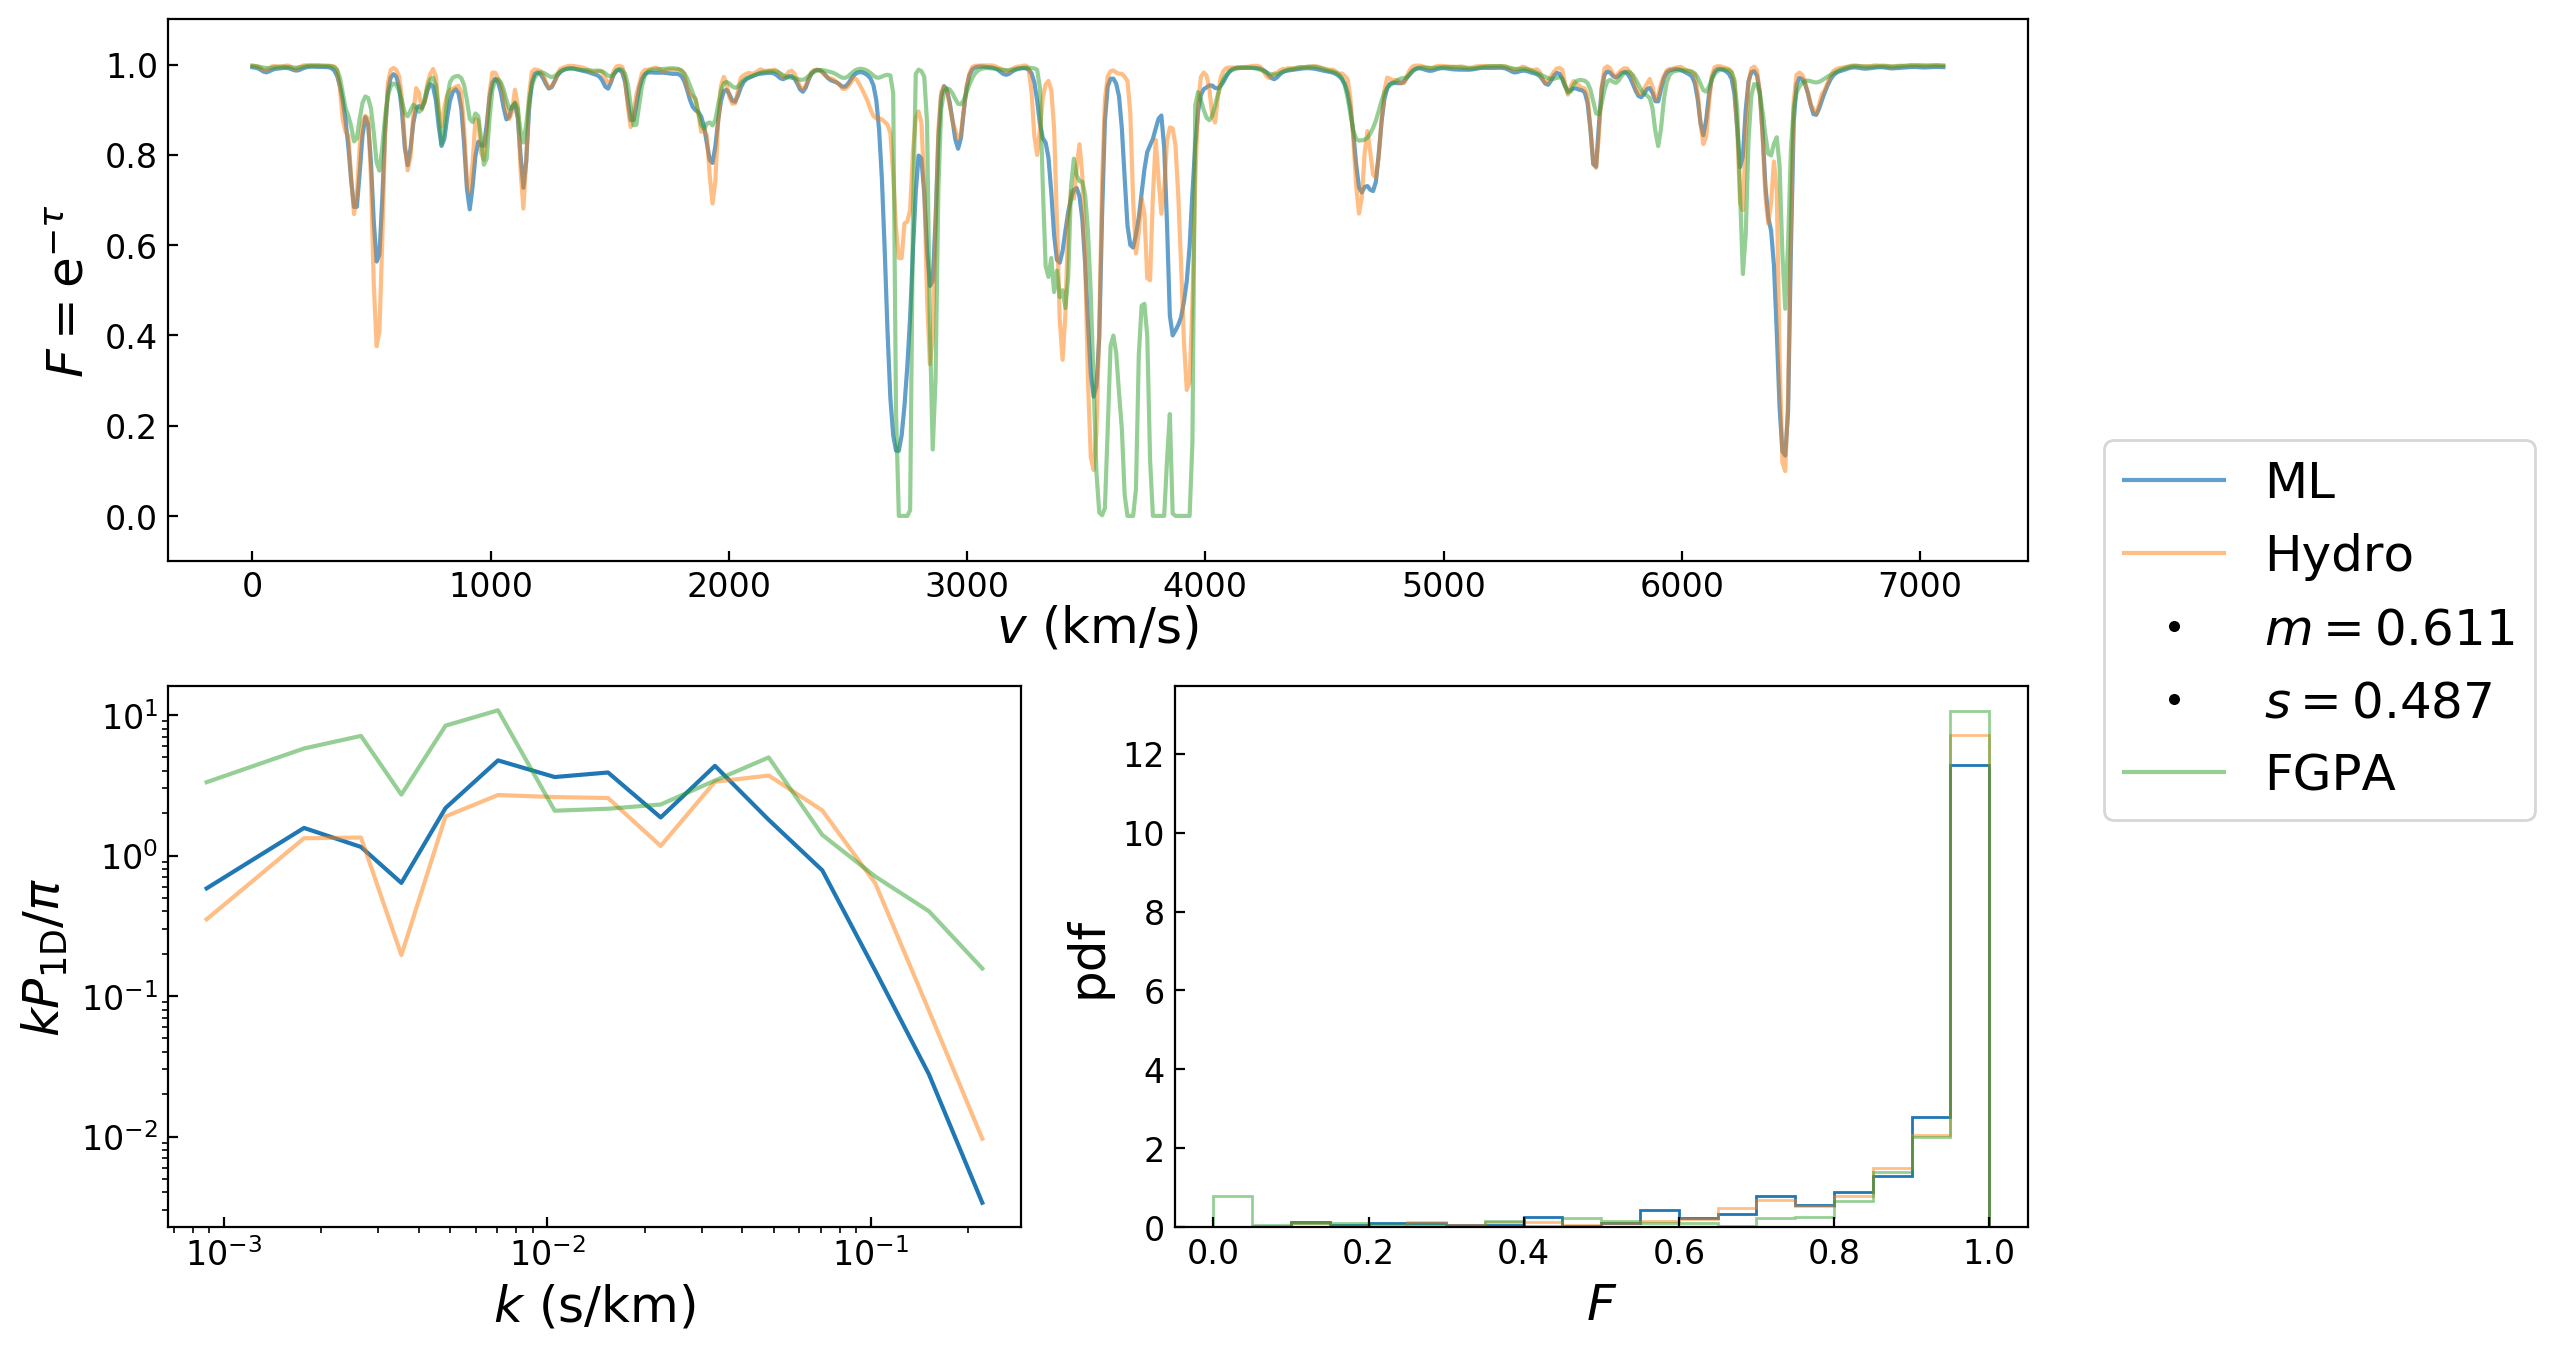 1.0
0.8
0.6
0.4
0.2
0.0
F = e^{−τ}
0 1000 2000 3000 4000 5000 6000 7000
v (km/s)
10^1
10^0
10^{−1}
10^{−2}
kP_{1D}/π
10^{−3} 10^{−2} 10^{−1}
k (s/km)
12
10
8
6
4
2
0
pdf
0.0 0.2 0.4 0.6 0.8 1.0
F
ML
Hydro
m = 0.611
s = 0.487
FGPA